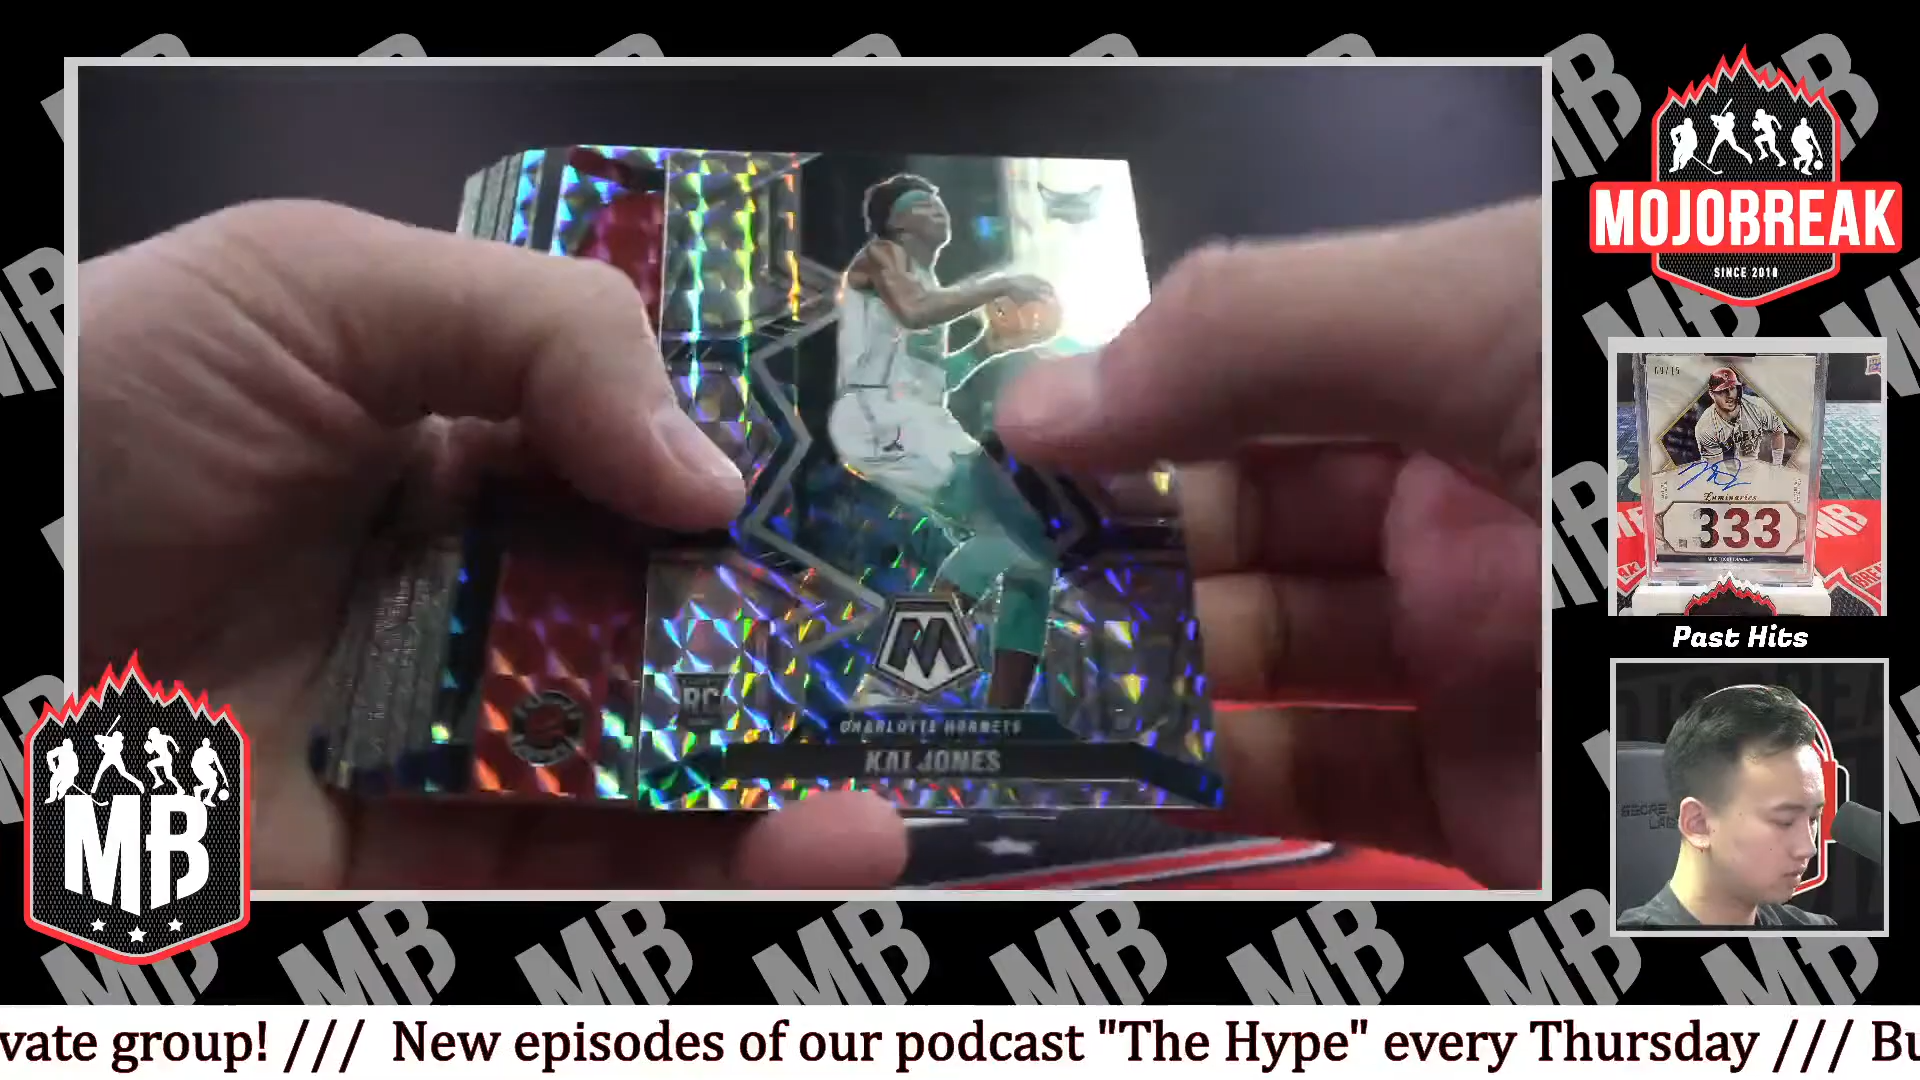 MOJOBREAK
SINCE 2018
RC
CHARLOTTE HORNETS
KAI JONES
Luminaries
333
Past Hits
MB
vate group! /// New episodes of our podcast "The Hype" every Thursday /// Bu